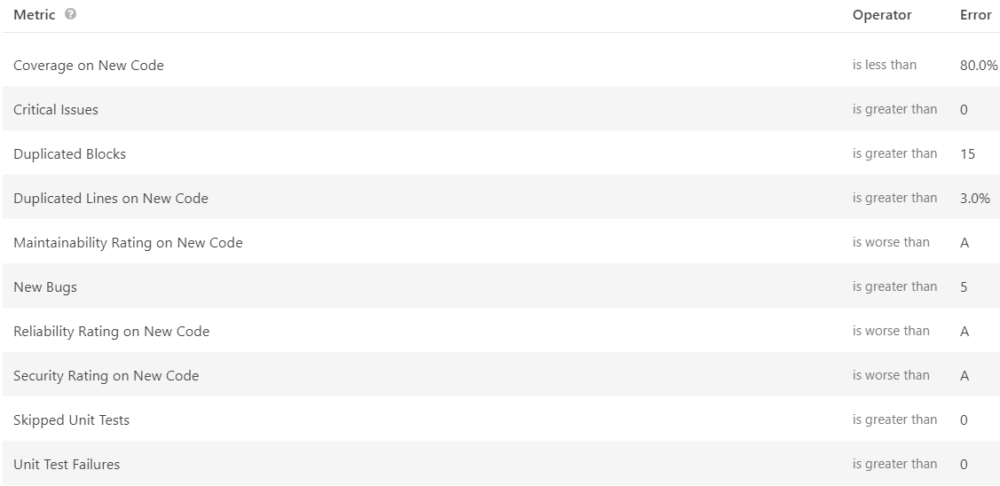 Metric ? Operator Error
Coverage on New Code is less than 80.0%
Critical Issues is greater than 0
Duplicated Blocks is greater than 15
Duplicated Lines on New Code is greater than 3.0%
Maintainability Rating on New Code is worse than A
New Bugs is greater than 5
Reliability Rating on New Code is worse than A
Security Rating on New Code is worse than A
Skipped Unit Tests is greater than 0
Unit Test Failures is greater than 0